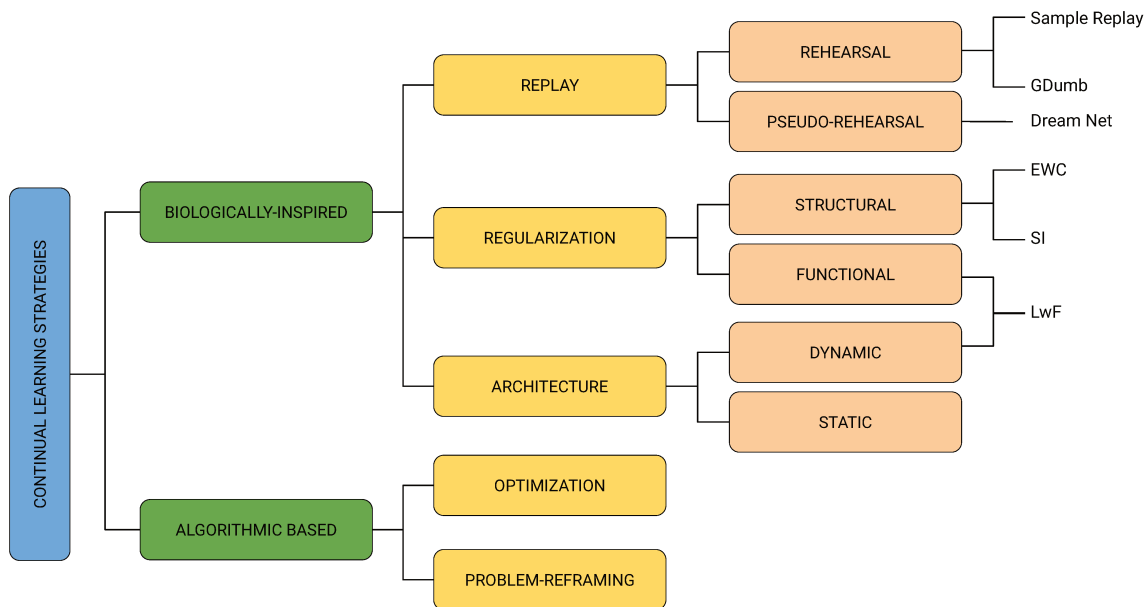 CONTINUAL LEARNING STRATEGIES
BIOLOGICALLY-INSPIRED
REPLAY
REHEARSAL
Sample Replay
GDumb
PSEUDO-REHEARSAL
Dream Net
REGULARIZATION
STRUCTURAL
EWC
SI
FUNCTIONAL
LwF
ARCHITECTURE
DYNAMIC
STATIC
ALGORITHMIC BASED
OPTIMIZATION
PROBLEM-REFRAMING